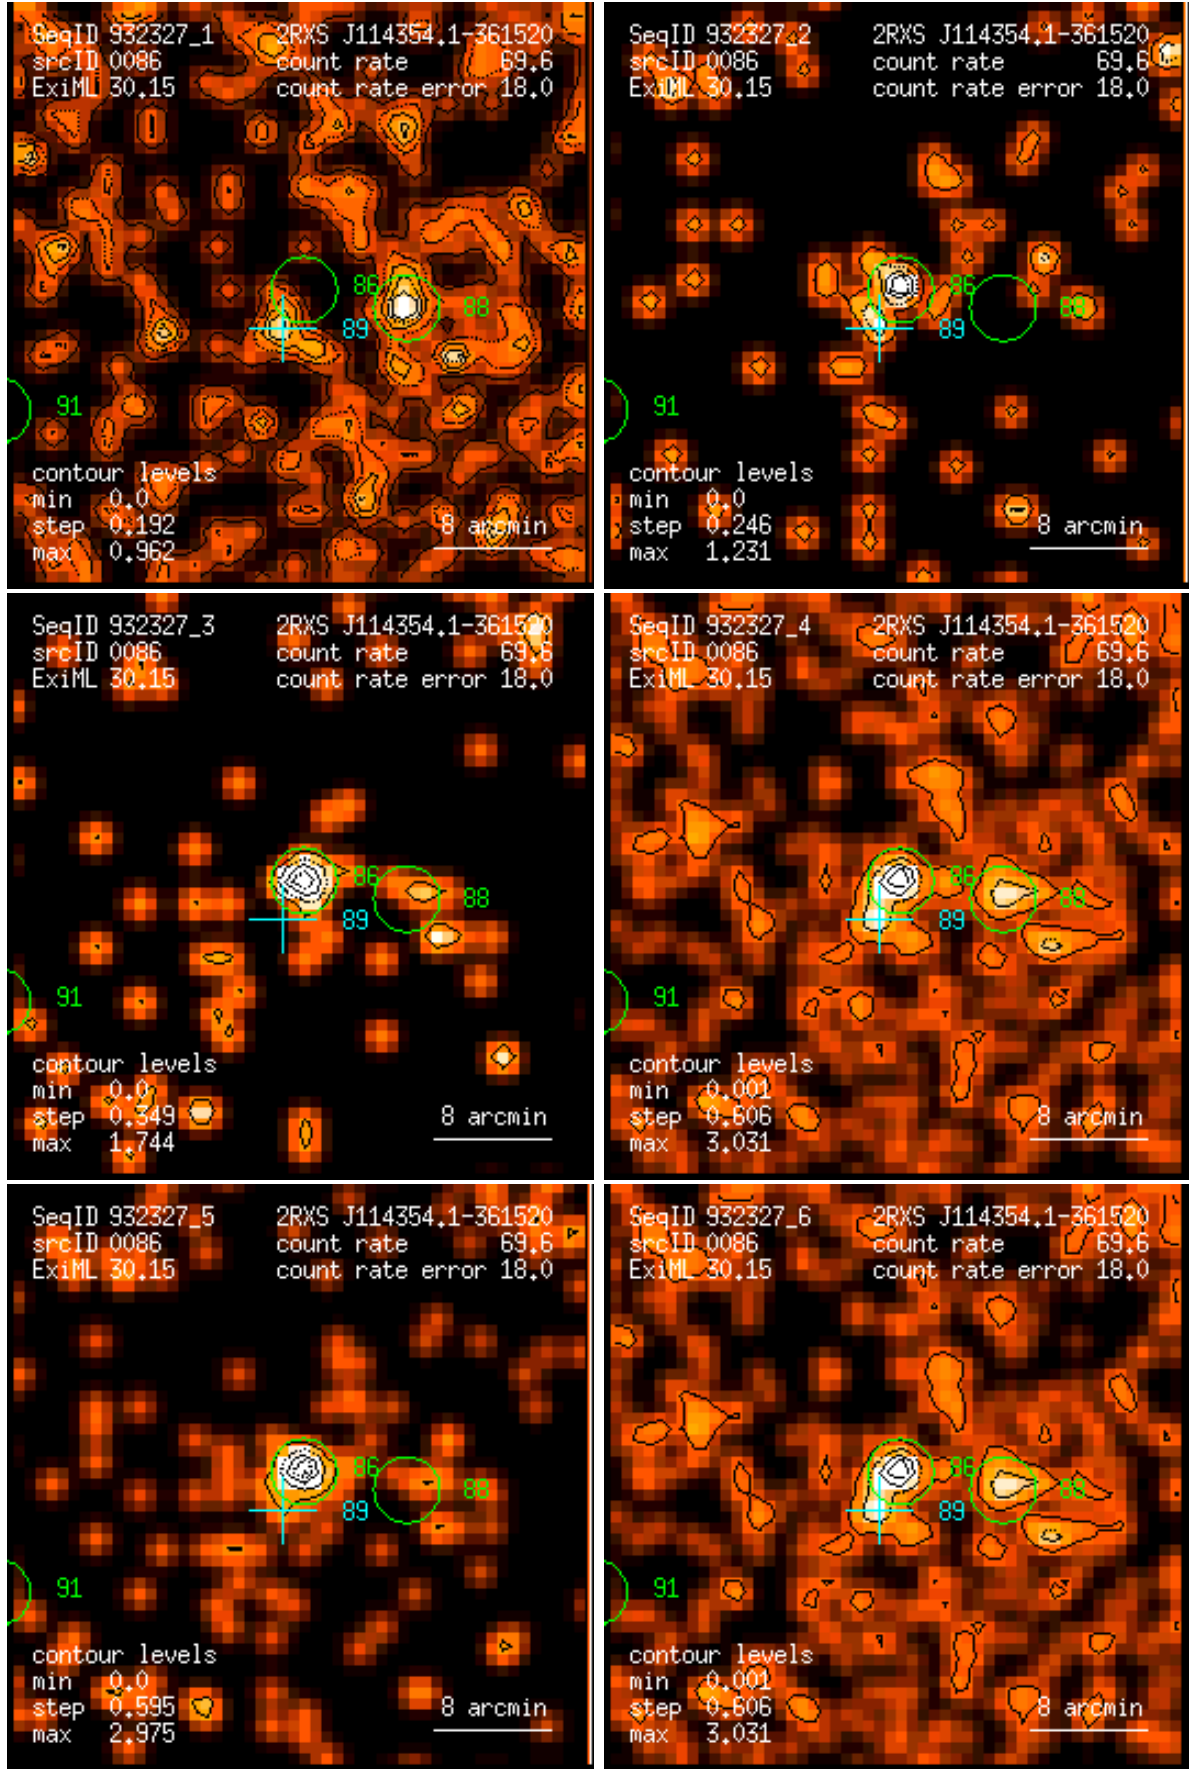 SeqID 932327_1 2RXS J114354.1-361520
srcID 0086 count rate 69.6
ExiML 30.15 count rate error 18.0
86
88
89
91
contour levels
min 0.0
step 0.192
max 0.962
8 arcmin
SeqID 932327_2 2RXS J114354.1-361520
srcID 0086 count rate 69.6
ExiML 30.15 count rate error 18.0
86
88
89
91
contour levels
min 0.0
step 0.246
max 1.231
8 arcmin
SeqID 932327_3 2RXS J114354.1-361520
srcID 0086 count rate 69.6
ExiML 30.15 count rate error 18.0
86
88
89
91
contour levels
min 0.0
step 0.349
max 1.744
8 arcmin
SeqID 932327_4 2RXS J114354.1-361520
srcID 0086 count rate 69.6
ExiML 30.15 count rate error 18.0
86
88
89
91
contour levels
min 0.001
step 0.606
max 3.031
8 arcmin
SeqID 932327_5 2RXS J114354.1-361520
srcID 0086 count rate 69.6
ExiML 30.15 count rate error 18.0
86
88
89
91
contour levels
min 0.0
step 0.595
max 2.975
8 arcmin
SeqID 932327_6 2RXS J114354.1-361520
srcID 0086 count rate 69.6
ExiML 30.15 count rate error 18.0
86
88
89
91
contour levels
min 0.001
step 0.606
max 3.031
8 arcmin